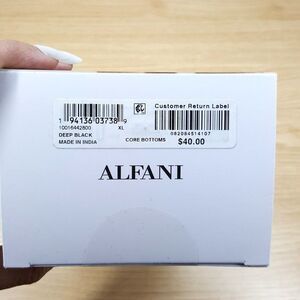 Customer Return Label
1 94136 03738 9
10016442800 XL
082084514107
DEEP BLACK
MADE IN INDIA
CORE BOTTOMS
$40.00
ALFANI